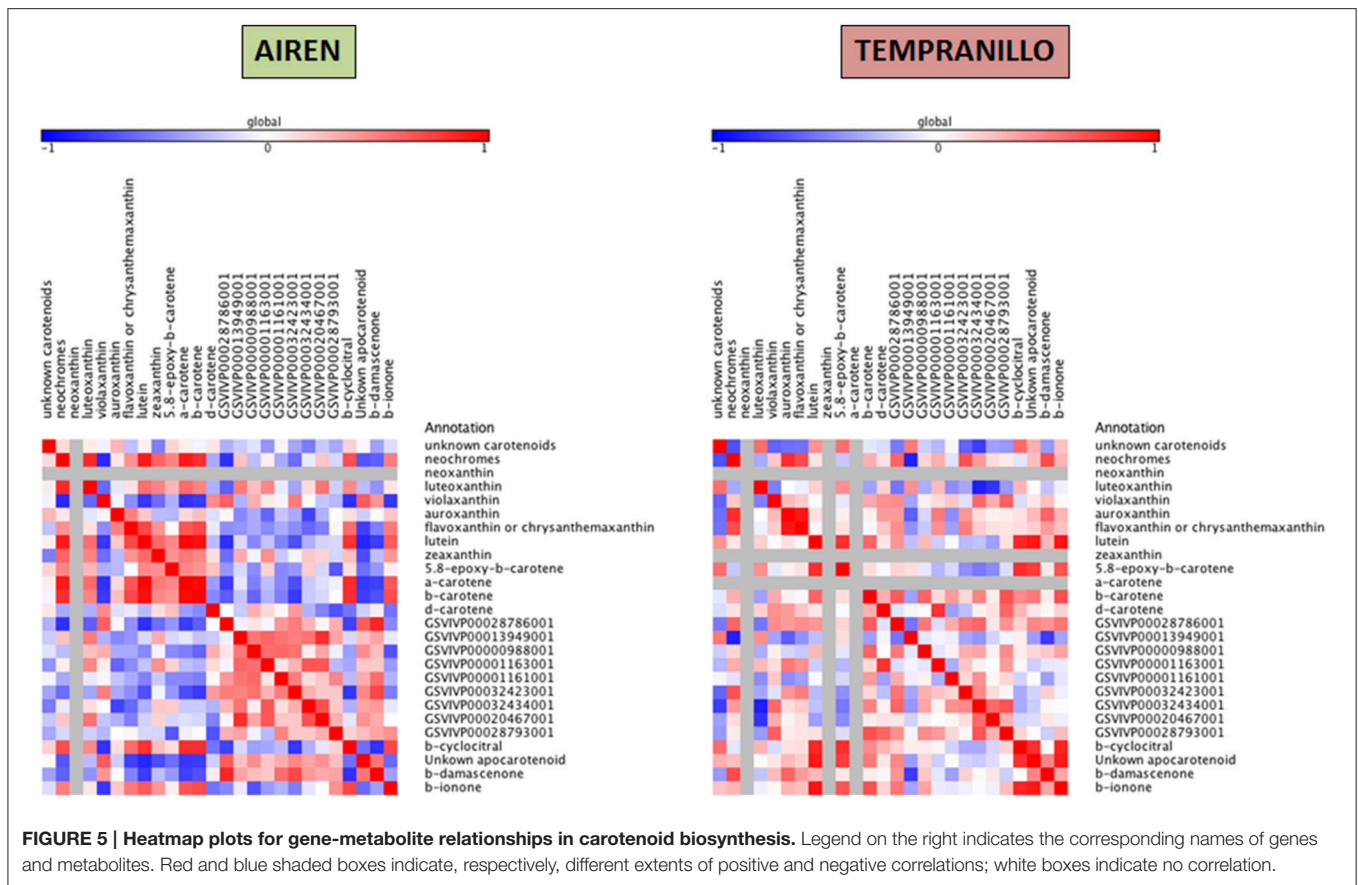 AIREN
TEMPRANILLO
global
-1 0 1
global
-1 0 1
unknown carotenoids
neochromes
neoxanthin
luteoxanthin
violaxanthin
auroxanthin
flavoxanthin or chrysanthemaxanthin
lutein
zeaxanthin
5.8-epoxy-b-carotene
a-carotene
b-carotene
d-carotene
GSVIVP00028786001
GSVIVP00013949001
GSVIVP00000988001
GSVIVP00001163001
GSVIVP00001161001
GSVIVP00032423001
GSVIVP00032434001
GSVIVP00020467001
GSVIVP00028793001
b-cyclocitral
Unkown apocarotenoid
b-damascenone
b-ionone
Annotation
unknown carotenoids
neochromes
neoxanthin
luteoxanthin
violaxanthin
auroxanthin
flavoxanthin or chrysanthemaxanthin
lutein
zeaxanthin
5.8-epoxy-b-carotene
a-carotene
b-carotene
d-carotene
GSVIVP00028786001
GSVIVP00013949001
GSVIVP00000988001
GSVIVP00001163001
GSVIVP00001161001
GSVIVP00032423001
GSVIVP00032434001
GSVIVP00020467001
GSVIVP00028793001
b-cyclocitral
Unkown apocarotenoid
b-damascenone
b-ionone
unknown carotenoids
neochromes
neoxanthin
luteoxanthin
violaxanthin
auroxanthin
flavoxanthin or chrysanthemaxanthin
lutein
zeaxanthin
5.8-epoxy-b-carotene
a-carotene
b-carotene
d-carotene
GSVIVP00028786001
GSVIVP00013949001
GSVIVP00000988001
GSVIVP00001163001
GSVIVP00001161001
GSVIVP00032423001
GSVIVP00032434001
GSVIVP00020467001
GSVIVP00028793001
b-cyclocitral
Unkown apocarotenoid
b-damascenone
b-ionone
Annotation
unknown carotenoids
neochromes
neoxanthin
luteoxanthin
violaxanthin
auroxanthin
flavoxanthin or chrysanthemaxanthin
lutein
zeaxanthin
5.8-epoxy-b-carotene
a-carotene
b-carotene
d-carotene
GSVIVP00028786001
GSVIVP00013949001
GSVIVP00000988001
GSVIVP00001163001
GSVIVP00001161001
GSVIVP00032423001
GSVIVP00032434001
GSVIVP00020467001
GSVIVP00028793001
b-cyclocitral
Unkown apocarotenoid
b-damascenone
b-ionone
FIGURE 5 | Heatmap plots for gene-metabolite relationships in carotenoid biosynthesis. Legend on the right indicates the corresponding names of genes
and metabolites. Red and blue shaded boxes indicate, respectively, different extents of positive and negative correlations; white boxes indicate no correlation.